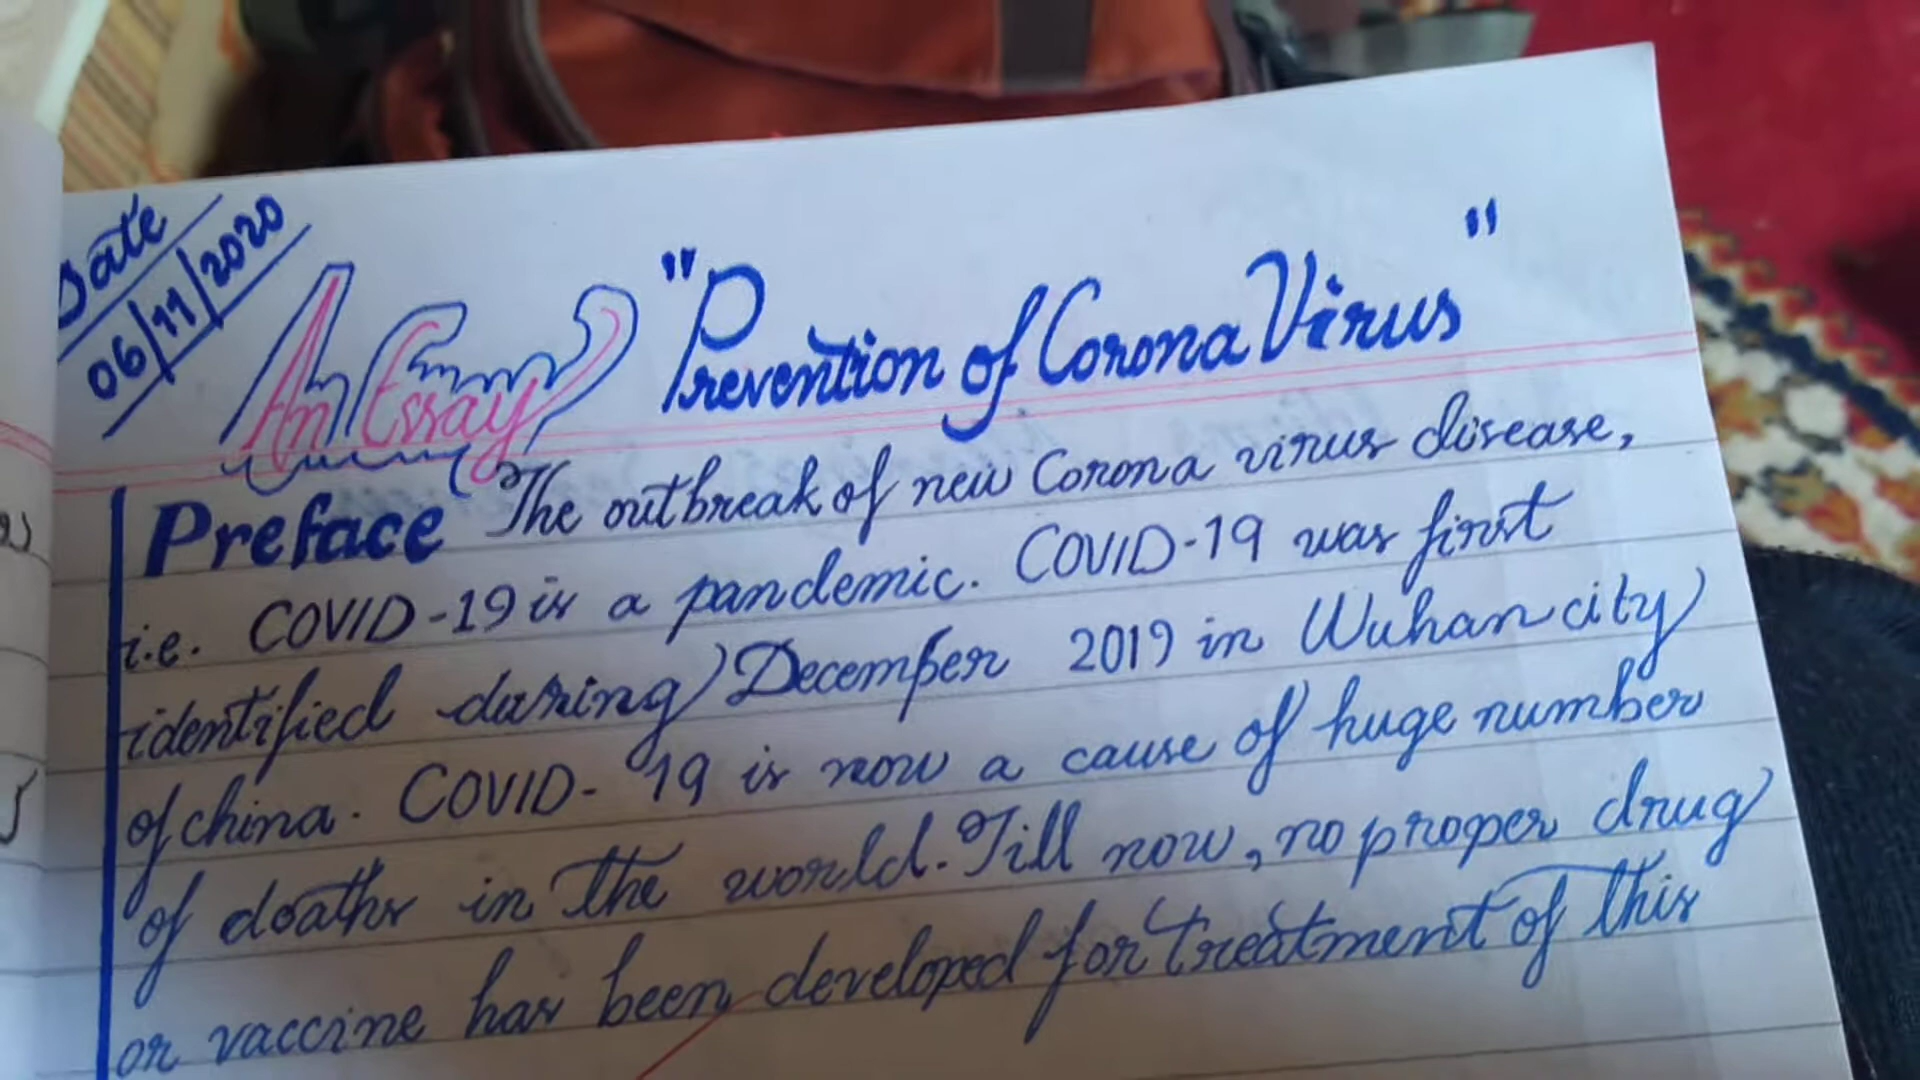 Date
06/11/2020
An Essay "Prevention of Corona Virus"
Preface The outbreak of new Corona virus disease,
i.e. COVID-19 is a pandemic. COVID-19 was first
identified during December 2019 in Wuhan city
of china. COVID-19 is now a cause of huge number
of deaths in the world. Till now, no proper drug
or vaccine has been developed for treatment of this